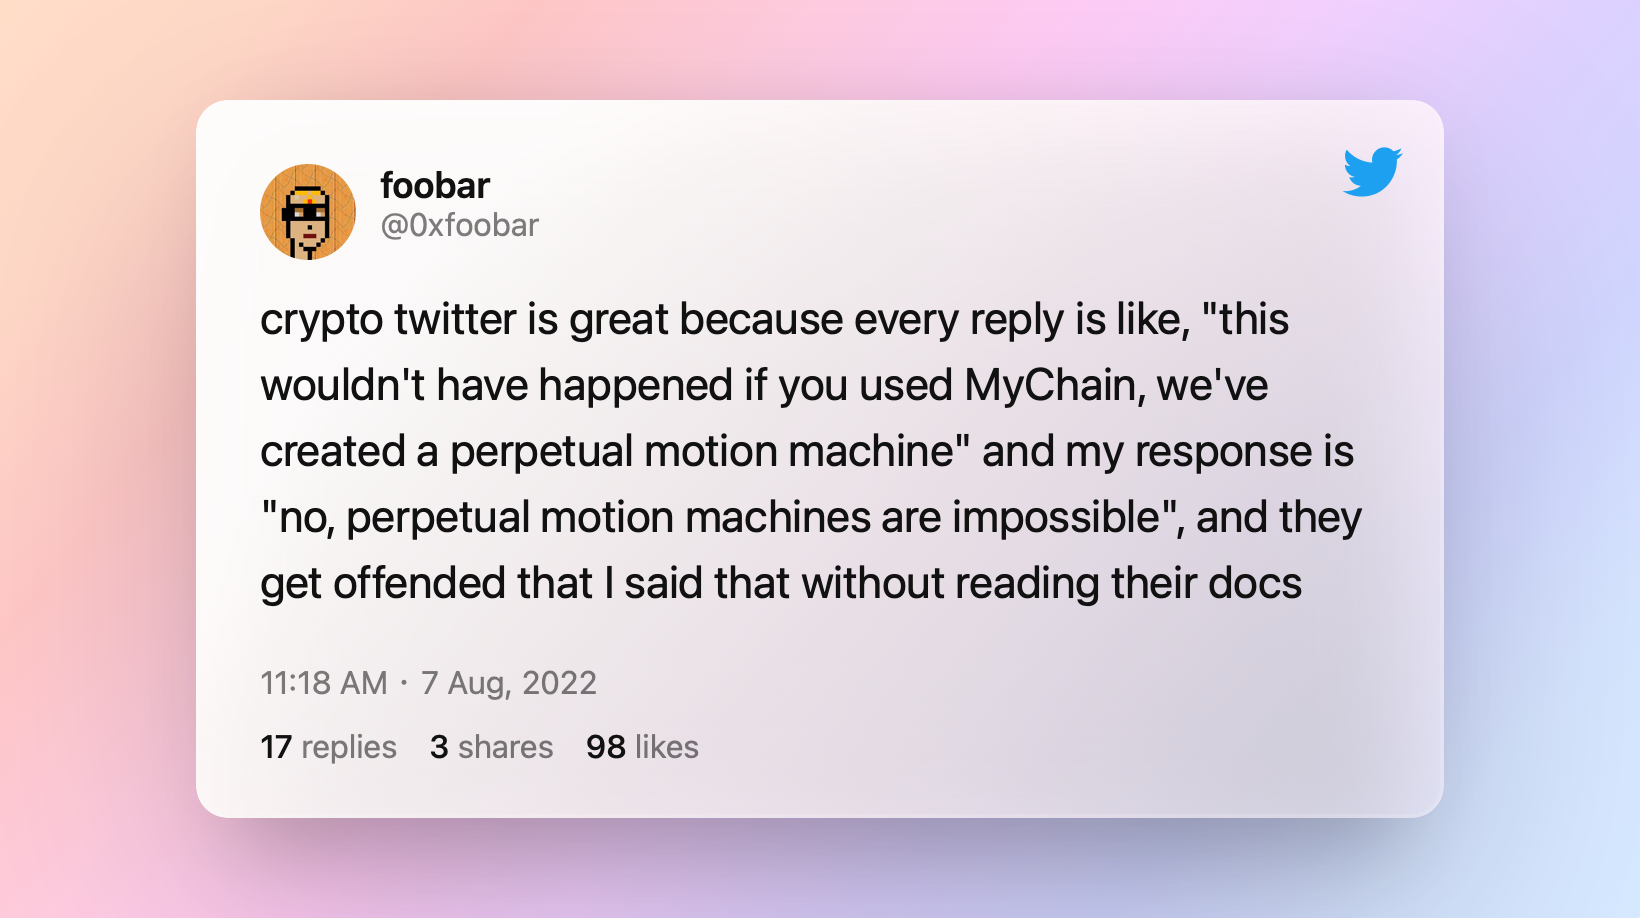 foobar
@0xfoobar
crypto twitter is great because every reply is like, "this
wouldn't have happened if you used MyChain, we've
created a perpetual motion machine" and my response is
"no, perpetual motion machines are impossible", and they
get offended that I said that without reading their docs
11:18 AM · 7 Aug, 2022
17 replies 3 shares 98 likes